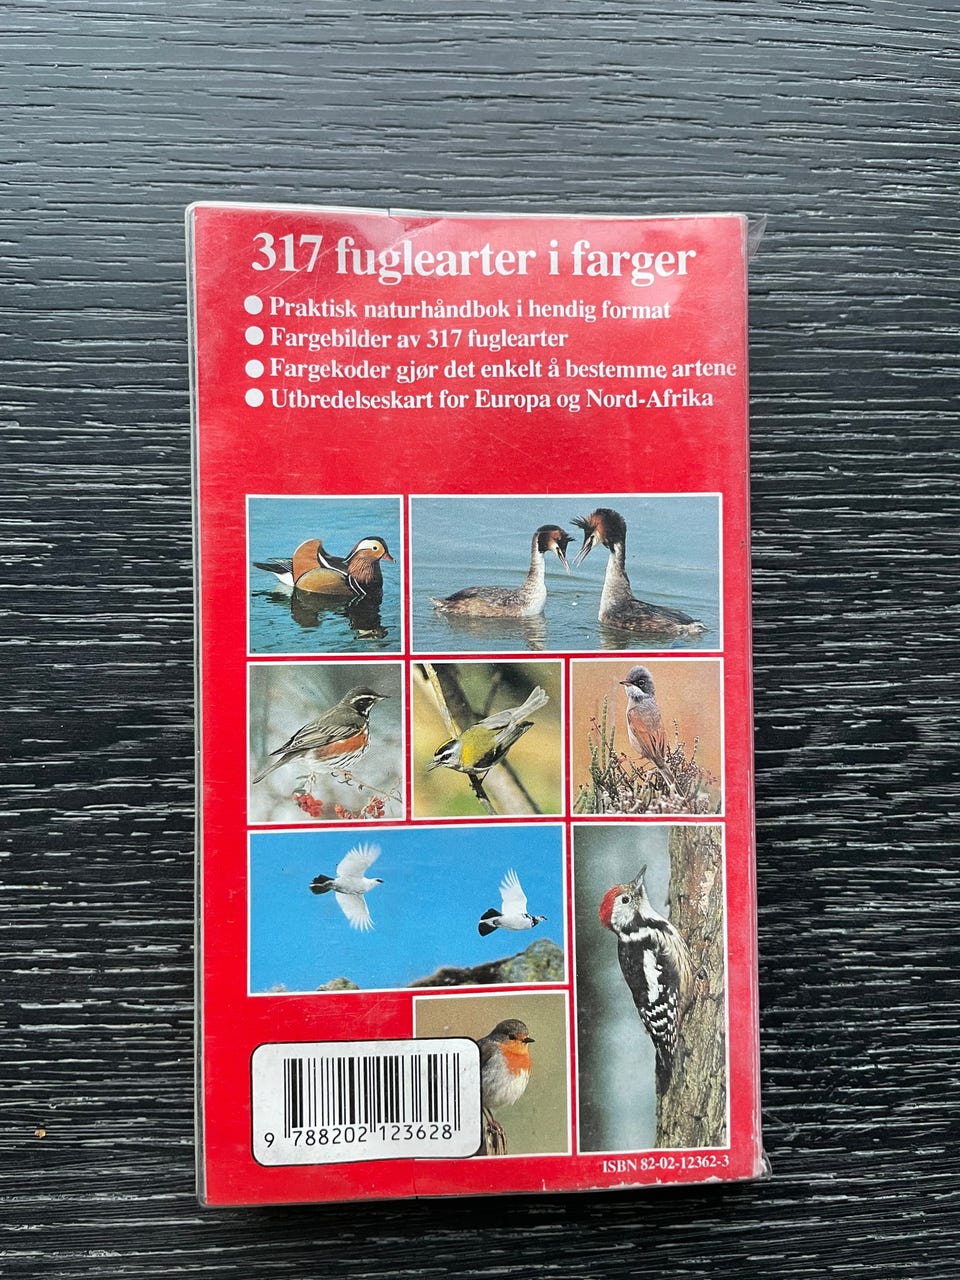 317 fuglearter i farger
● Praktisk naturhåndbok i hendig format
● Fargebilder av 317 fuglearter
● Fargekoder gjør det enkelt å bestemme artene
● Utbredelseskart for Europa og Nord-Afrika
9 788202 123628
ISBN 82-02-12362-3